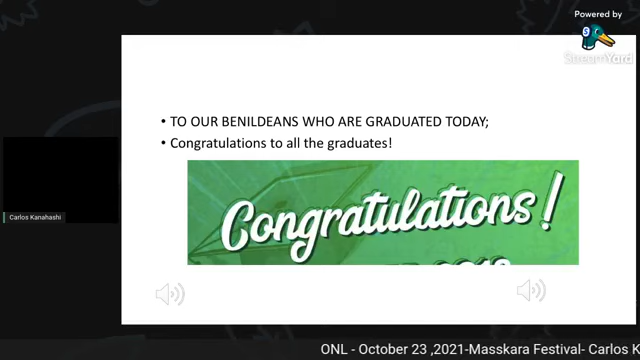 Powered by
StreamYard
• TO OUR BENILDEANS WHO ARE GRADUATED TODAY;
• Congratulations to all the graduates!
Congratulations!
Carlos Kanahashi
ONL - October 23 ,2021-Masskara Festival- Carlos K